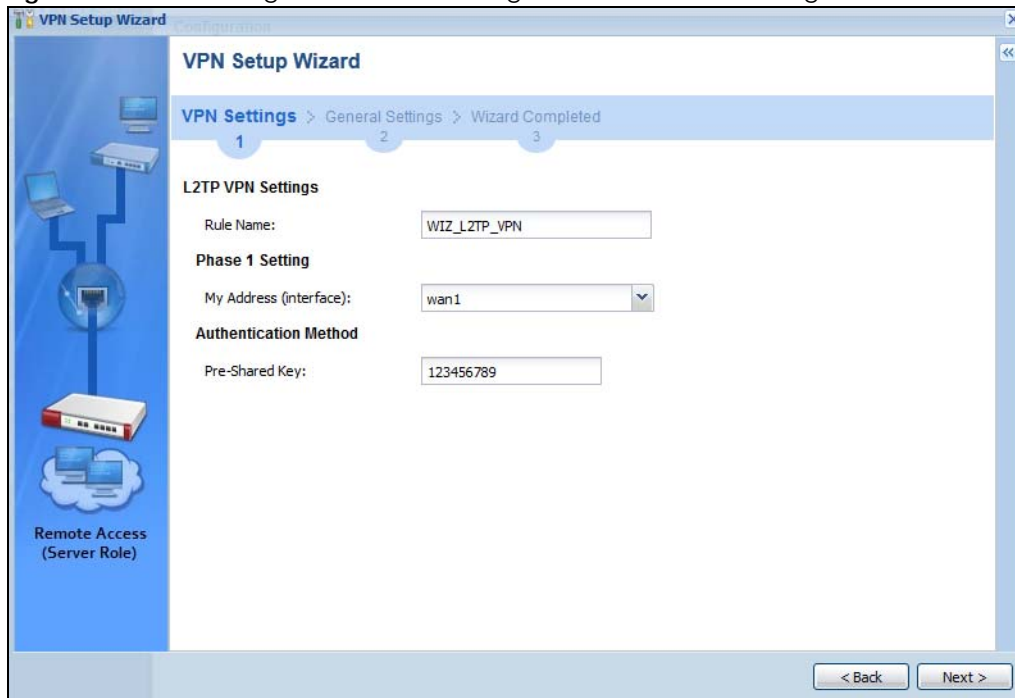 VPN Setup Wizard
Configuration
VPN Setup Wizard
VPN Settings > General Settings > Wizard Completed
1 2 3
L2TP VPN Settings
Rule Name: WIZ_L2TP_VPN
Phase 1 Setting
My Address (interface): wan1
Authentication Method
Pre-Shared Key: 123456789
Remote Access
(Server Role)
< Back Next >